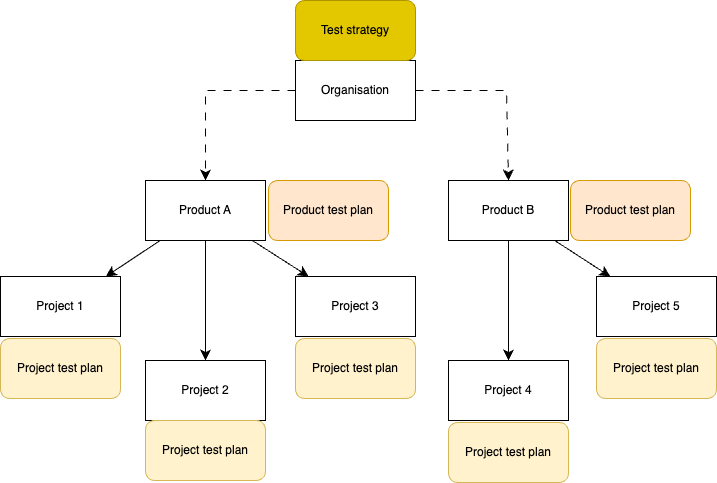 Test strategy
Organisation
Product A
Product test plan
Product B
Product test plan
Project 1
Project test plan
Project 2
Project test plan
Project 3
Project test plan
Project 4
Project test plan
Project 5
Project test plan